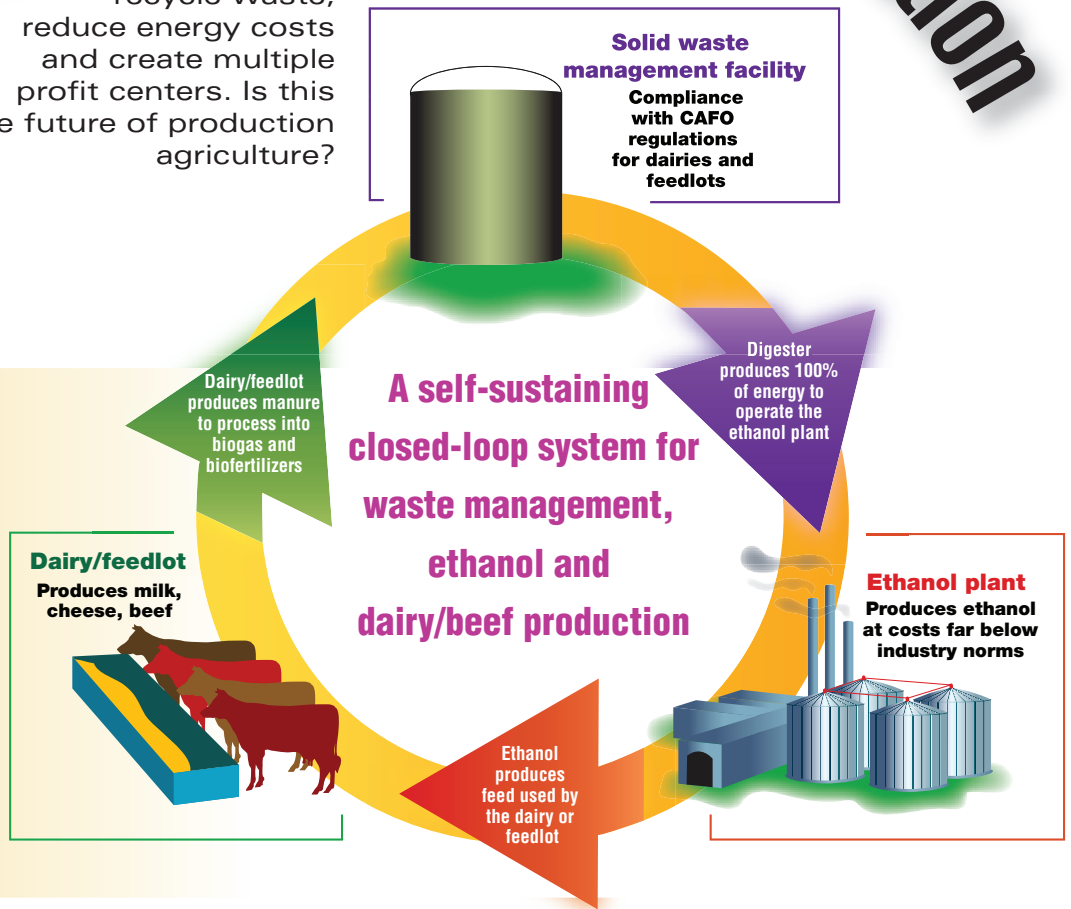 reduce energy costs
and create multiple
profit centers. Is this
future of production
agriculture?
Solid waste
management facility
Compliance
with CAFO
regulations
for dairies and
feedlots
Digester
produces 100%
of energy to
operate the
ethanol plant
Dairy/feedlot
produces manure
to process into
biogas and
biofertilizers
A self-sustaining
closed-loop system for
waste management,
ethanol and
dairy/beef production
Dairy/feedlot
Produces milk,
cheese, beef
Ethanol plant
Produces ethanol
at costs far below
industry norms
Ethanol
produces
feed used by
the dairy or
feedlot